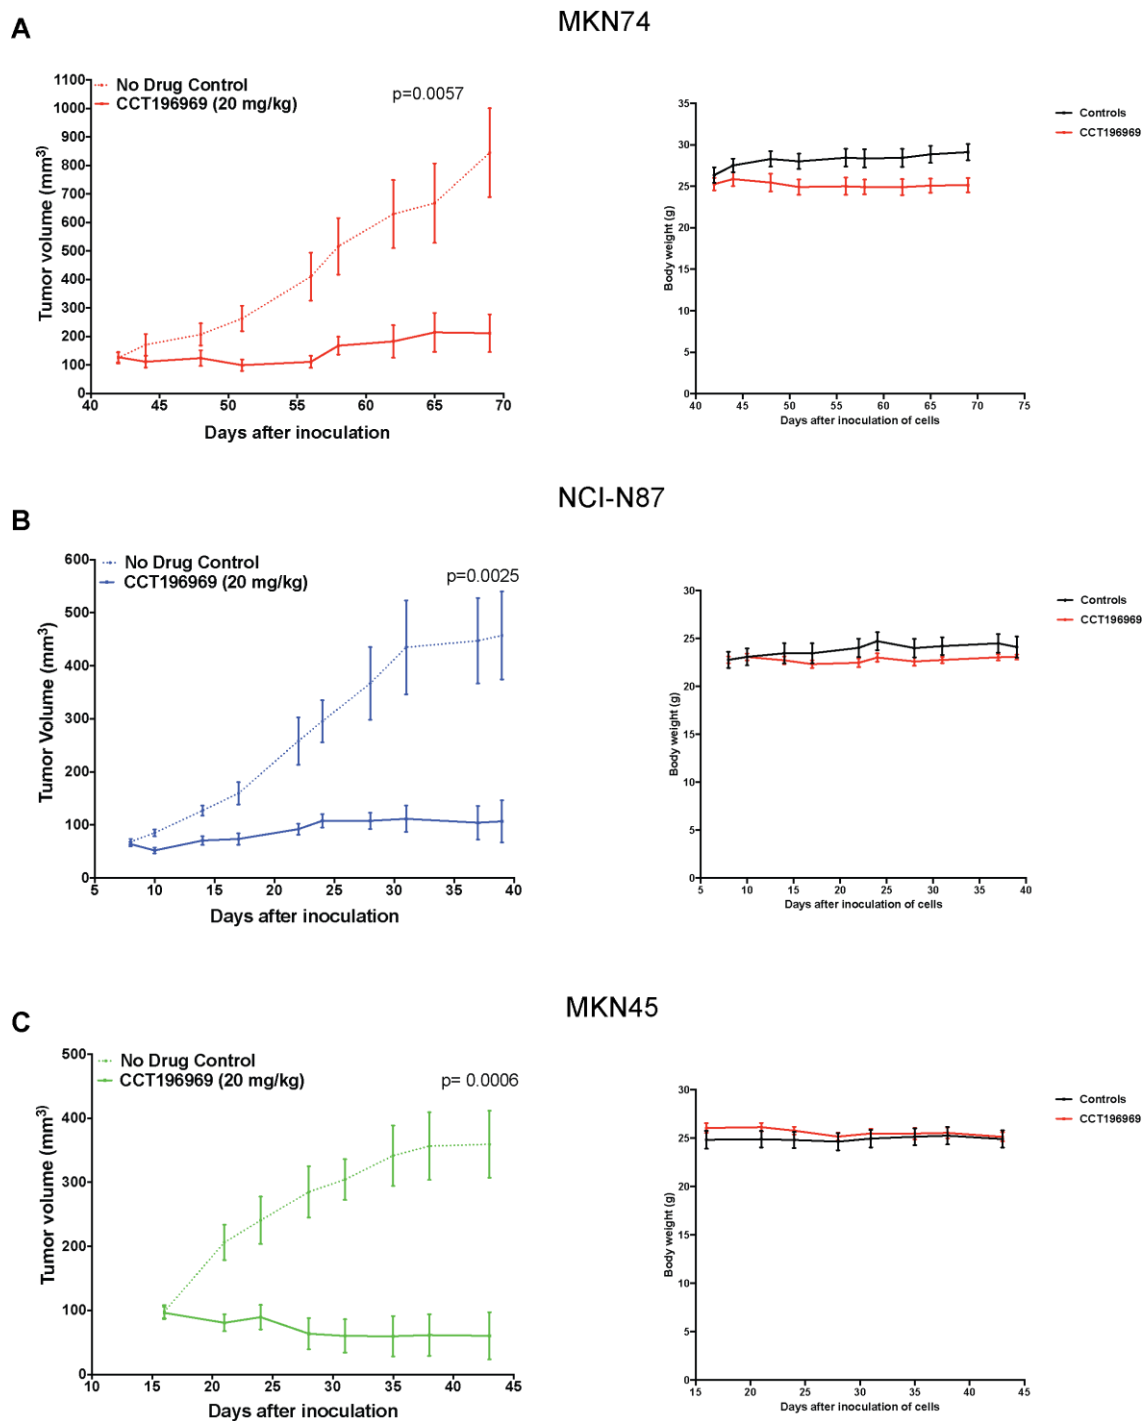 MKN74
A
No Drug Control
CCT196969 (20 mg/kg)
p=0.0057
1100
1000
900
800
700
600
500
400
300
200
100
0
Tumor volume (mm³)
40 45 50 55 60 65 70
Days after inoculation
Controls
CCT196969
35
30
25
20
15
10
5
0
Body weight (g)
40 45 50 55 60 65 70 75
Days after inoculation of cells
NCI-N87
B
No Drug Control
CCT196969 (20 mg/kg)
p=0.0025
600
500
400
300
200
100
0
Tumor Volume (mm³)
5 10 15 20 25 30 35 40
Days after inoculation
Controls
CCT196969
30
25
20
15
10
5
0
Body weight (g)
5 10 15 20 25 30 35 40
Days after inoculation of cells
MKN45
C
No Drug Control
CCT196969 (20 mg/kg)
p= 0.0006
500
400
300
200
100
0
Tumor volume (mm³)
10 15 20 25 30 35 40 45
Days after inoculation
Controls
CCT196969
30
25
20
15
10
5
0
Body weight (g)
15 20 25 30 35 40 45
Days after inoculation of cells